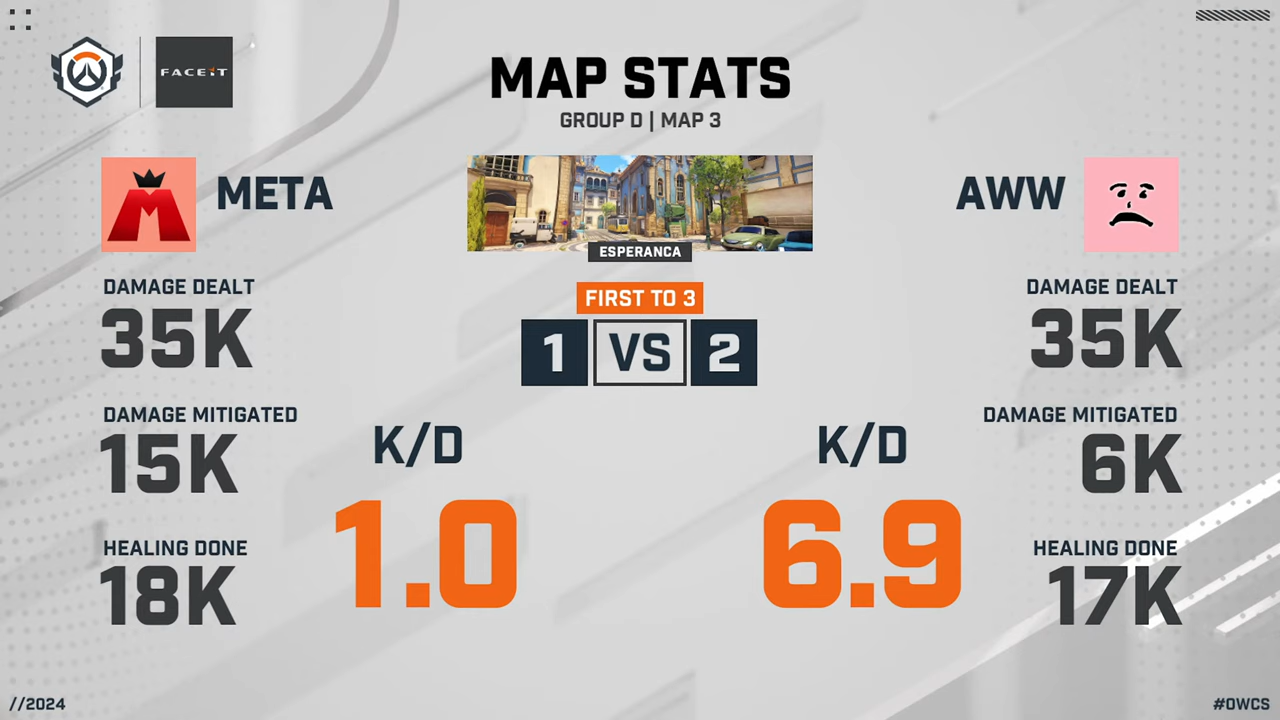 FACEIT
MAP STATS
GROUP D | MAP 3
META
AWW
ESPERANCA
FIRST TO 3
1 VS 2
DAMAGE DEALT
35K
DAMAGE MITIGATED
15K
HEALING DONE
18K
K/D
1.0
K/D
6.9
DAMAGE DEALT
35K
DAMAGE MITIGATED
6K
HEALING DONE
17K
//2024
#OWCS